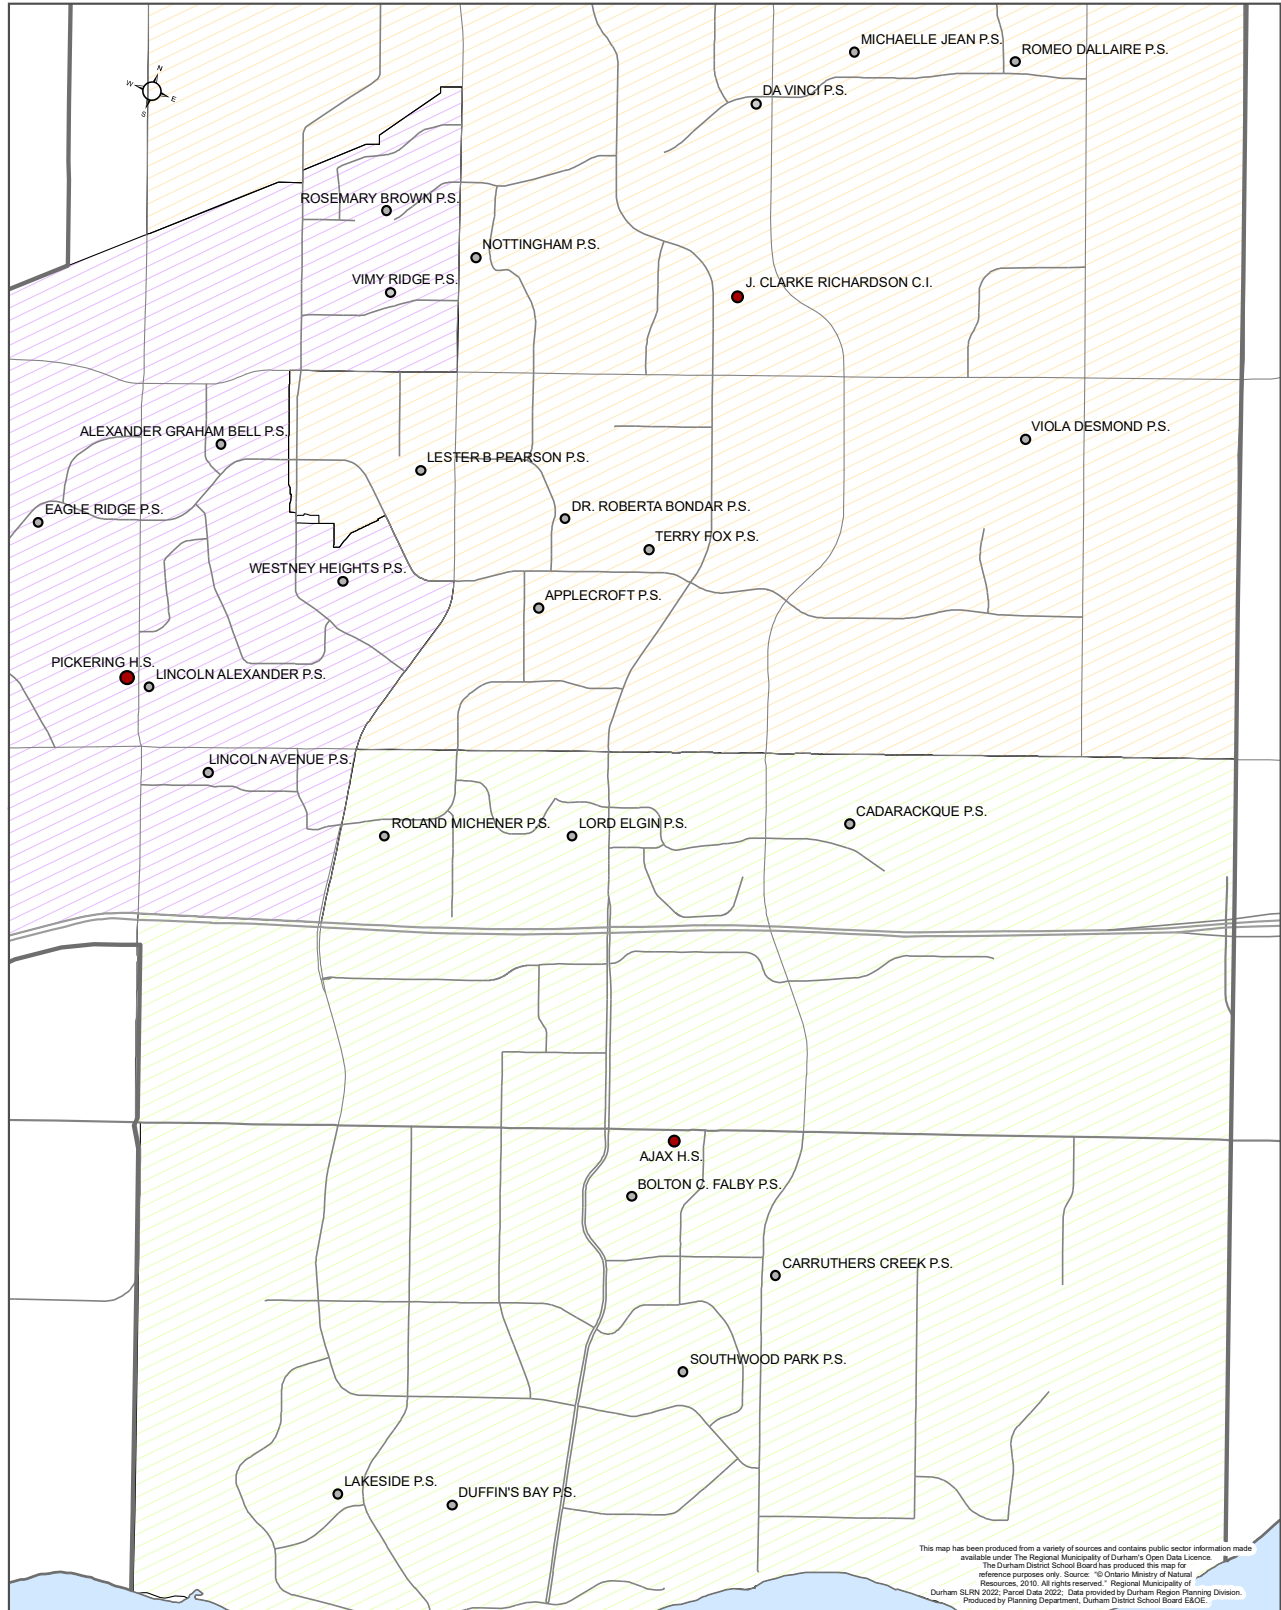 MICHAELLE JEAN P.S.
ROMEO DALLAIRE P.S.
N
W
E
S
DA VINCI P.S.
ROSEMARY BROWN P.S.
NOTTINGHAM P.S.
VIMY RIDGE P.S.
J. CLARKE RICHARDSON C.I.
ALEXANDER GRAHAM BELL P.S.
VIOLA DESMOND P.S.
LESTER B PEARSON P.S.
EAGLE RIDGE P.S.
DR. ROBERTA BONDAR P.S.
TERRY FOX P.S.
WESTNEY HEIGHTS P.S.
APPLECROFT P.S.
PICKERING H.S.
LINCOLN ALEXANDER P.S.
LINCOLN AVENUE P.S.
ROLAND MICHENER P.S.
LORD ELGIN P.S.
CADARACKQUE P.S.
AJAX H.S.
BOLTON C. FALBY P.S.
CARRUTHERS CREEK P.S.
SOUTHWOOD PARK P.S.
LAKESIDE P.S.
DUFFIN'S BAY P.S.
This map has been produced from a variety of sources and contains public sector information made
available under The Regional Municipality of Durham's Open Data Licence.
The Durham District School Board has produced this map for
reference purposes only. Source: "© Ontario Ministry of Natural
Resources, 2010. All rights reserved." Regional Municipality of
Durham SLRN 2022; Parcel Data 2022; Data provided by Durham Region Planning Division.
Produced by Planning Department, Durham District School Board E&OE.